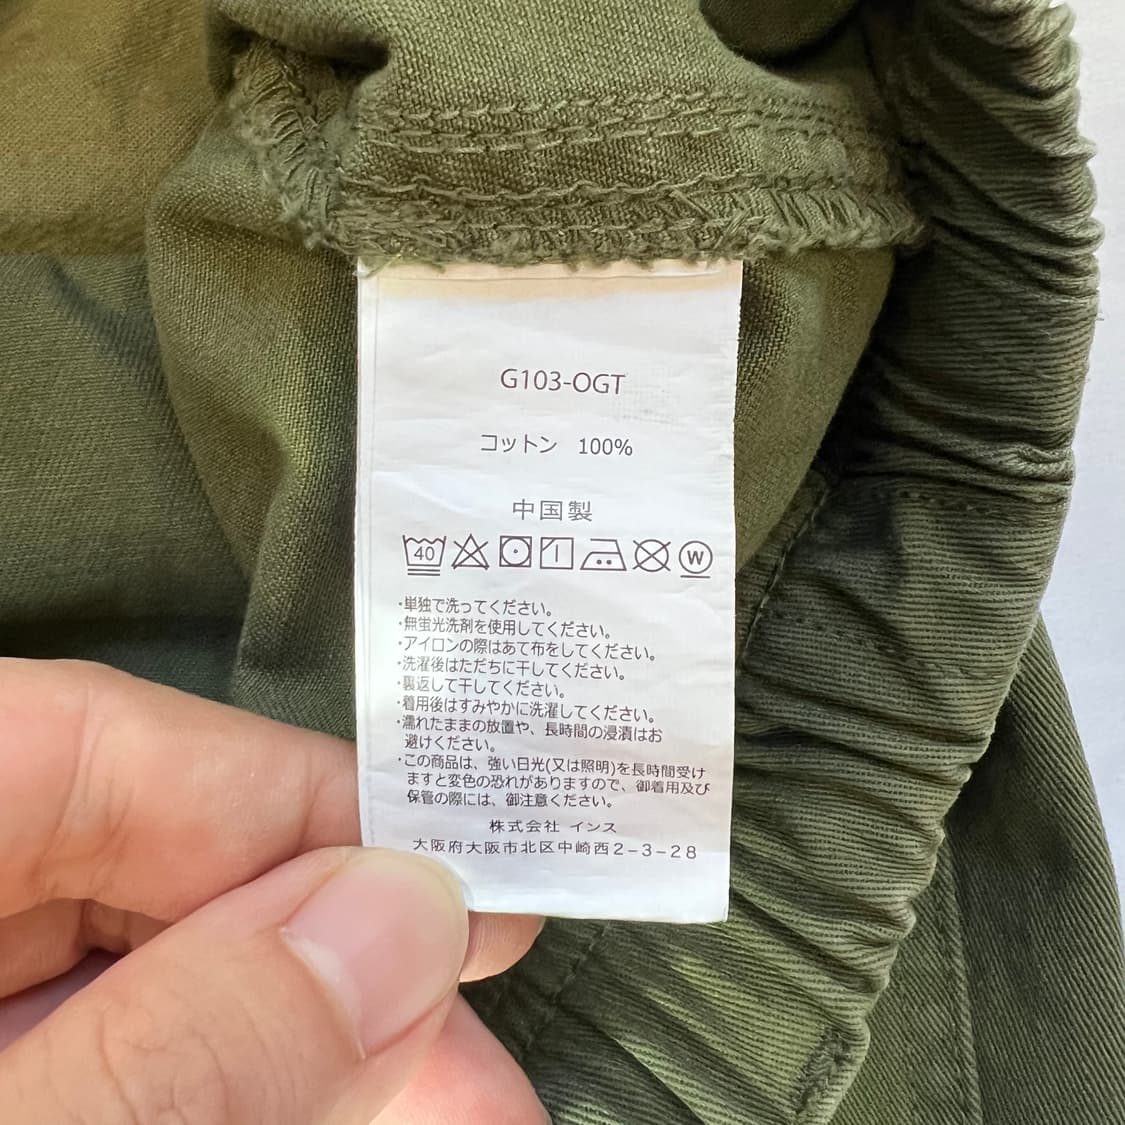 G103-OGT
コットン 100%
中国製
40 W
・単独で洗ってください。
・無蛍光洗剤を使用してください。
・アイロンの際はあて布をしてください。
・洗濯後はただちに干してください。
・裏返して干してください。
・着用後はすみやかに洗濯してください。
・濡れたままの放置や、長時間の浸漬はお
避けください。
・この商品は、強い日光(又は照明)を長時間受け
ますと変色の恐れがありますので、御着用及び
保管の際には、御注意ください。
株式会社 インス
大阪府大阪市北区中崎西2-3-28